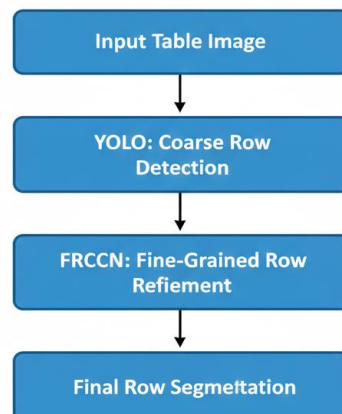 Input Table Image
YOLO: Coarse Row
Detection
FRCCN: Fine-Grained Row
Refiement
Final Row Segmeltation